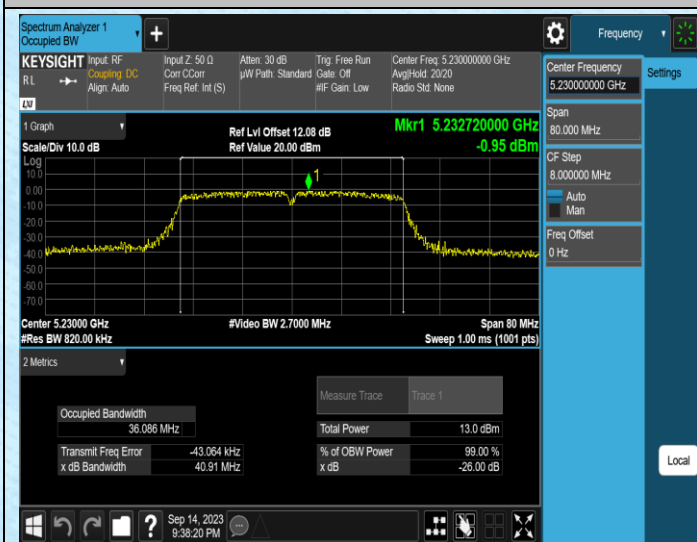 Spectrum Analyzer 1
Occupied BW
Frequency
KEYSIGHT
R L
LXI
Input: RF
Coupling: DC
Align: Auto
Input Z: 50 Ω
Corr CCorr
Freq Ref: Int (S)
Atten: 30 dB
µW Path: Standard
Trig: Free Run
Gate: Off
#IF Gain: Low
Center Freq: 5.230000000 GHz
Avg|Hold: 20/20
Radio Std: None
1 Graph
Scale/Div 10.0 dB
Ref Lvl Offset 12.08 dB
Ref Value 20.00 dBm
Mkr1 5.232720000 GHz
-0.95 dBm
Log
10.0
0.00
-10.0
-20.0
-30.0
-40.0
-50.0
-60.0
-70.0
1
Center 5.23000 GHz
#Res BW 820.00 kHz
#Video BW 2.7000 MHz
Span 80 MHz
Sweep 1.00 ms (1001 pts)
2 Metrics
Measure Trace
Trace 1
Occupied Bandwidth
36.086 MHz
Total Power
13.0 dBm
Transmit Freq Error
-43.064 kHz
% of OBW Power
99.00 %
x dB Bandwidth
40.91 MHz
x dB
-26.00 dB
Sep 14, 2023
9:38:20 PM
?
Center Frequency
5.230000000 GHz
Span
80.000 MHz
CF Step
8.000000 MHz
Auto
Man
Freq Offset
0 Hz
Settings
Local